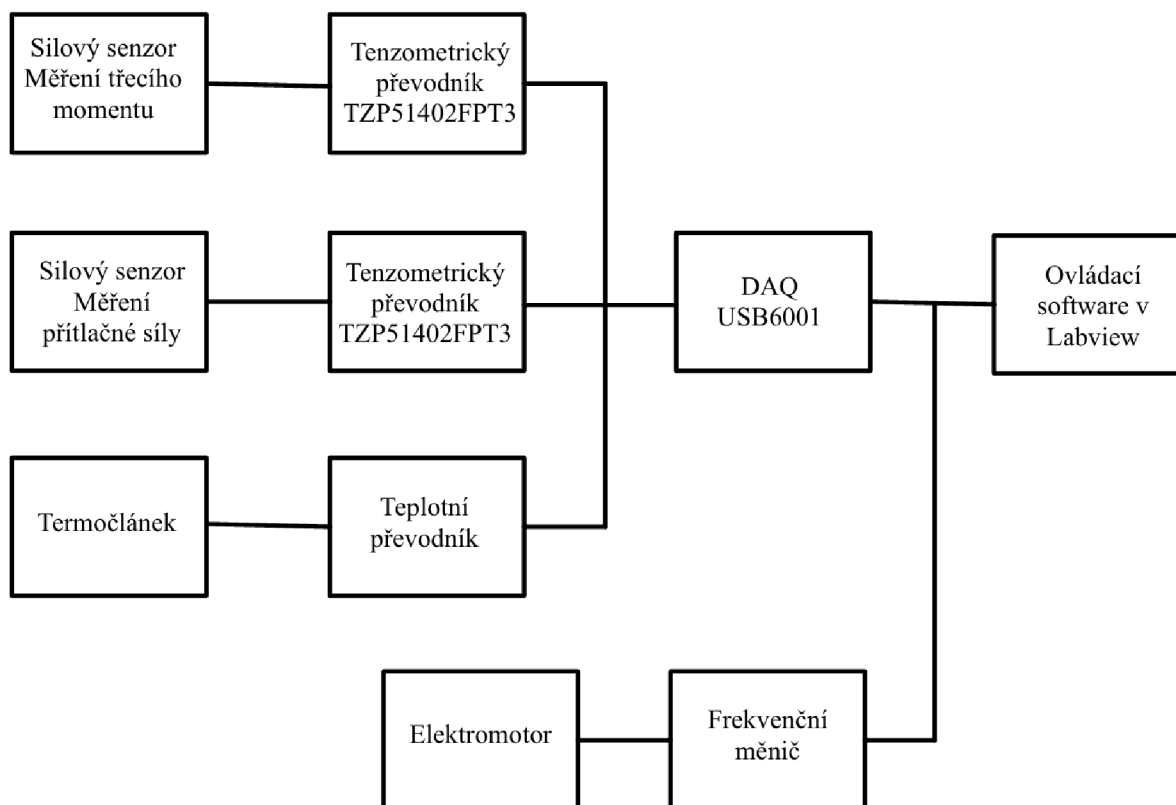 Silový senzor
Měření třecího
momentu
Tenzometrický
převodník
TZP51402FPT3
Silový senzor
Měření
přítlačné síly
Tenzometrický
převodník
TZP51402FPT3
DAQ
USB6001
Ovládací
software v
Labview
Termočlánek
Teplotní
převodník
Elektromotor
Frekvenční
měnič